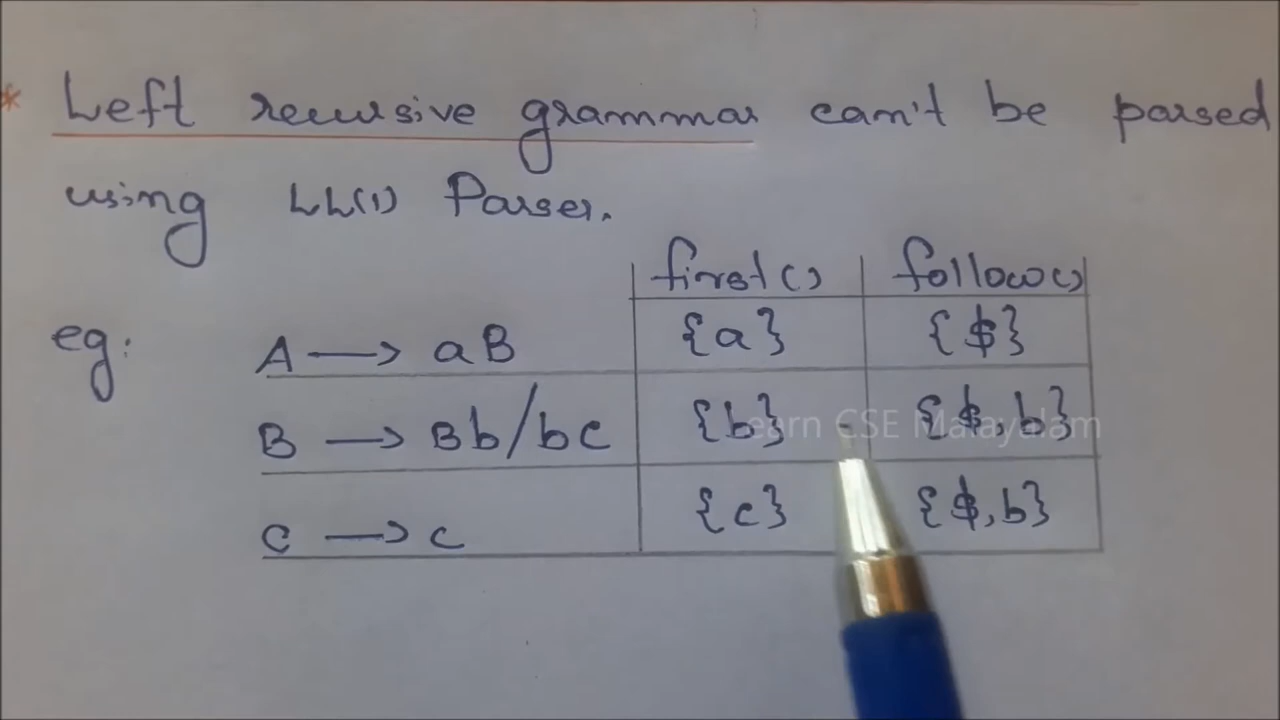 * Left recursive grammar can't be parsed
using LL(1) Parser.
first() follow()
eg: A → aB {a} {$}
B → Bb/bC {b} {$,b}
C → c {c} {$,b}
Learn CSE Malayalam